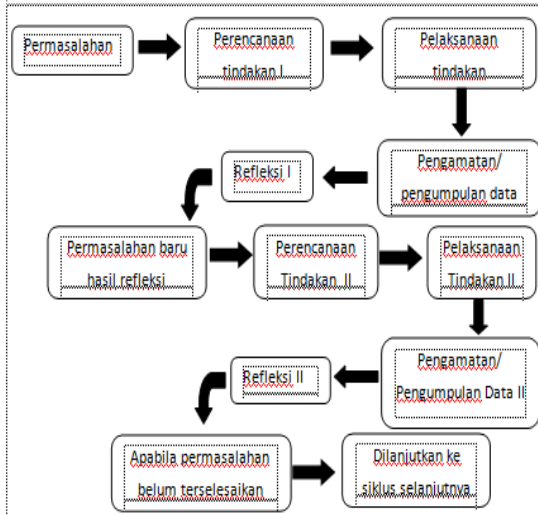 Permasalahan
Perencanaan
tindakan I
Pelaksanaan
tindakan
Pengamatan/
pengumpulan data
Refleksi I
Permasalahan baru
hasil refleksi
Perencanaan
Tindakan II
Pelaksanaan
Tindakan II
Pengamatan/
Pengumpulan Data II
Refleksi II
Apabila permasalahan
belum terselesaikan
Dilanjutkan ke
siklus selanjutnya